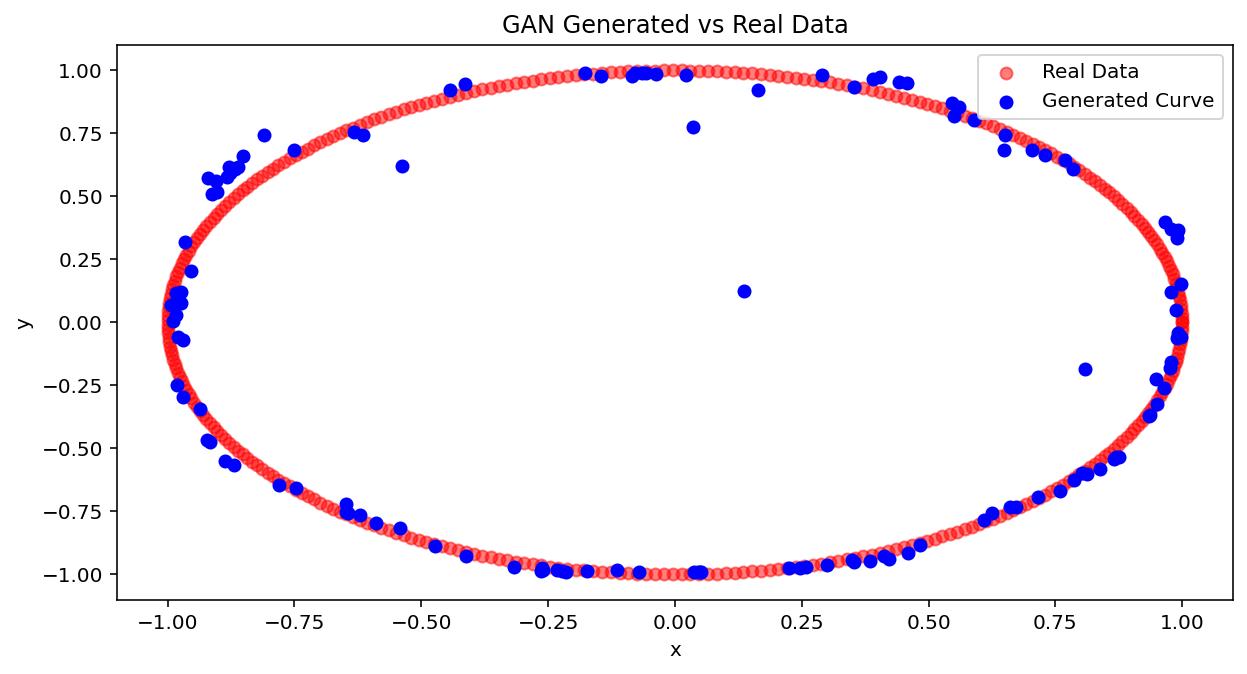 GAN Generated vs Real Data
Real Data
Generated Curve
y
1.00
0.75
0.50
0.25
0.00
−0.25
−0.50
−0.75
−1.00
−1.00 −0.75 −0.50 −0.25 0.00 0.25 0.50 0.75 1.00
x